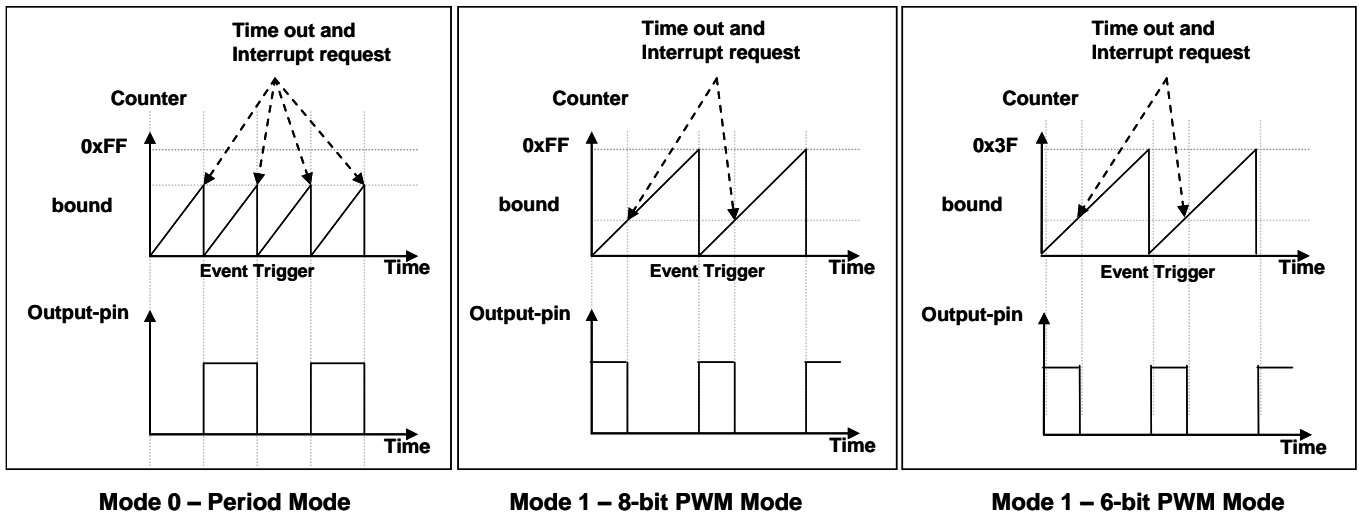 Time out and
Interrupt request
Counter
0xFF
bound
Event Trigger
Time
Output-pin
Time
Mode 0 – Period Mode
Time out and
Interrupt request
Counter
0xFF
bound
Event Trigger
Time
Output-pin
Time
Mode 1 – 8-bit PWM Mode
Time out and
Interrupt request
Counter
0x3F
bound
Event Trigger
Time
Output-pin
Time
Mode 1 – 6-bit PWM Mode